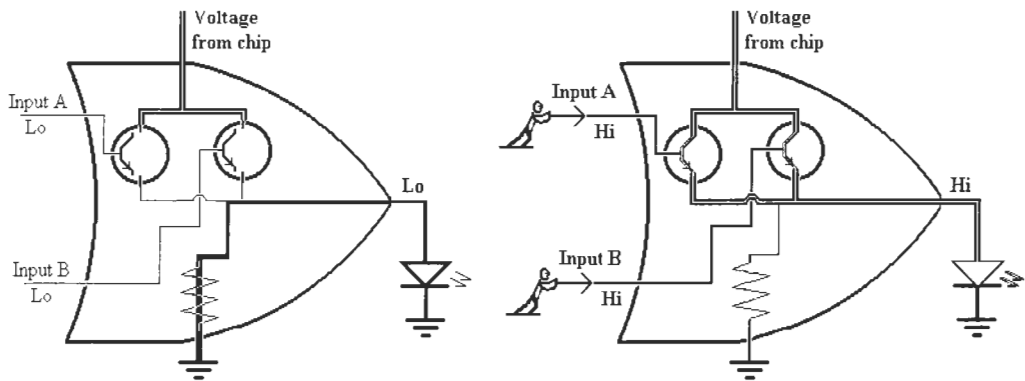 Voltage
from chip
Input A
Lo
Lo
Input B
Lo
Voltage
from chip
Input A
Hi
Hi
Input B
Hi